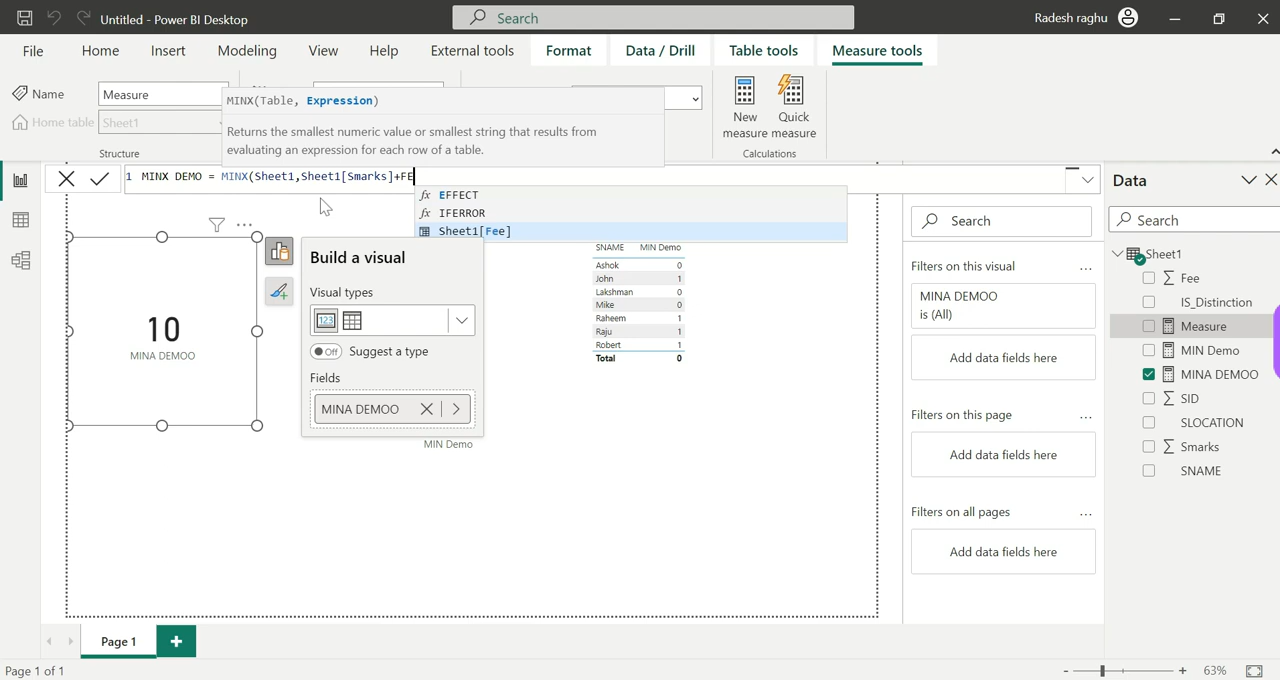 Untitled - Power BI Desktop
Search
Radesh raghu
File
Home
Insert
Modeling
View
Help
External tools
Format
Data / Drill
Table tools
Measure tools
Name
Measure
Home table
Sheet1
Structure
MINX(Table, Expression)
Returns the smallest numeric value or smallest string that results from
evaluating an expression for each row of a table.
New
measure
Quick
measure
Calculations
1 MINX DEMO = MINX(Sheet1,Sheet1[Smarks]+FE
fx EFFECT
fx IFERROR
Sheet1[Fee]
10
MINA DEMOO
Build a visual
Visual types
123
Off
Suggest a type
Fields
MINA DEMOO
MIN Demo
SNAME MIN Demo
Ashok 0
John 1
Lakshman 0
Mike 0
Raheem 1
Raju 1
Robert 1
Total 0
Search
Filters on this visual ...
MINA DEMOO
is (All)
Add data fields here
Filters on this page ...
Add data fields here
Filters on all pages ...
Add data fields here
Data
Search
Sheet1
Fee
IS_Distinction
Measure
MIN Demo
MINA DEMOO
SID
SLOCATION
Smarks
SNAME
Page 1
+
Page 1 of 1
- + 63%